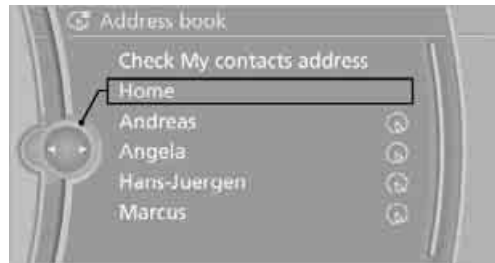 Address book
Check My contacts address
Home
Andreas
Angela
Hans-Juergen
Marcus